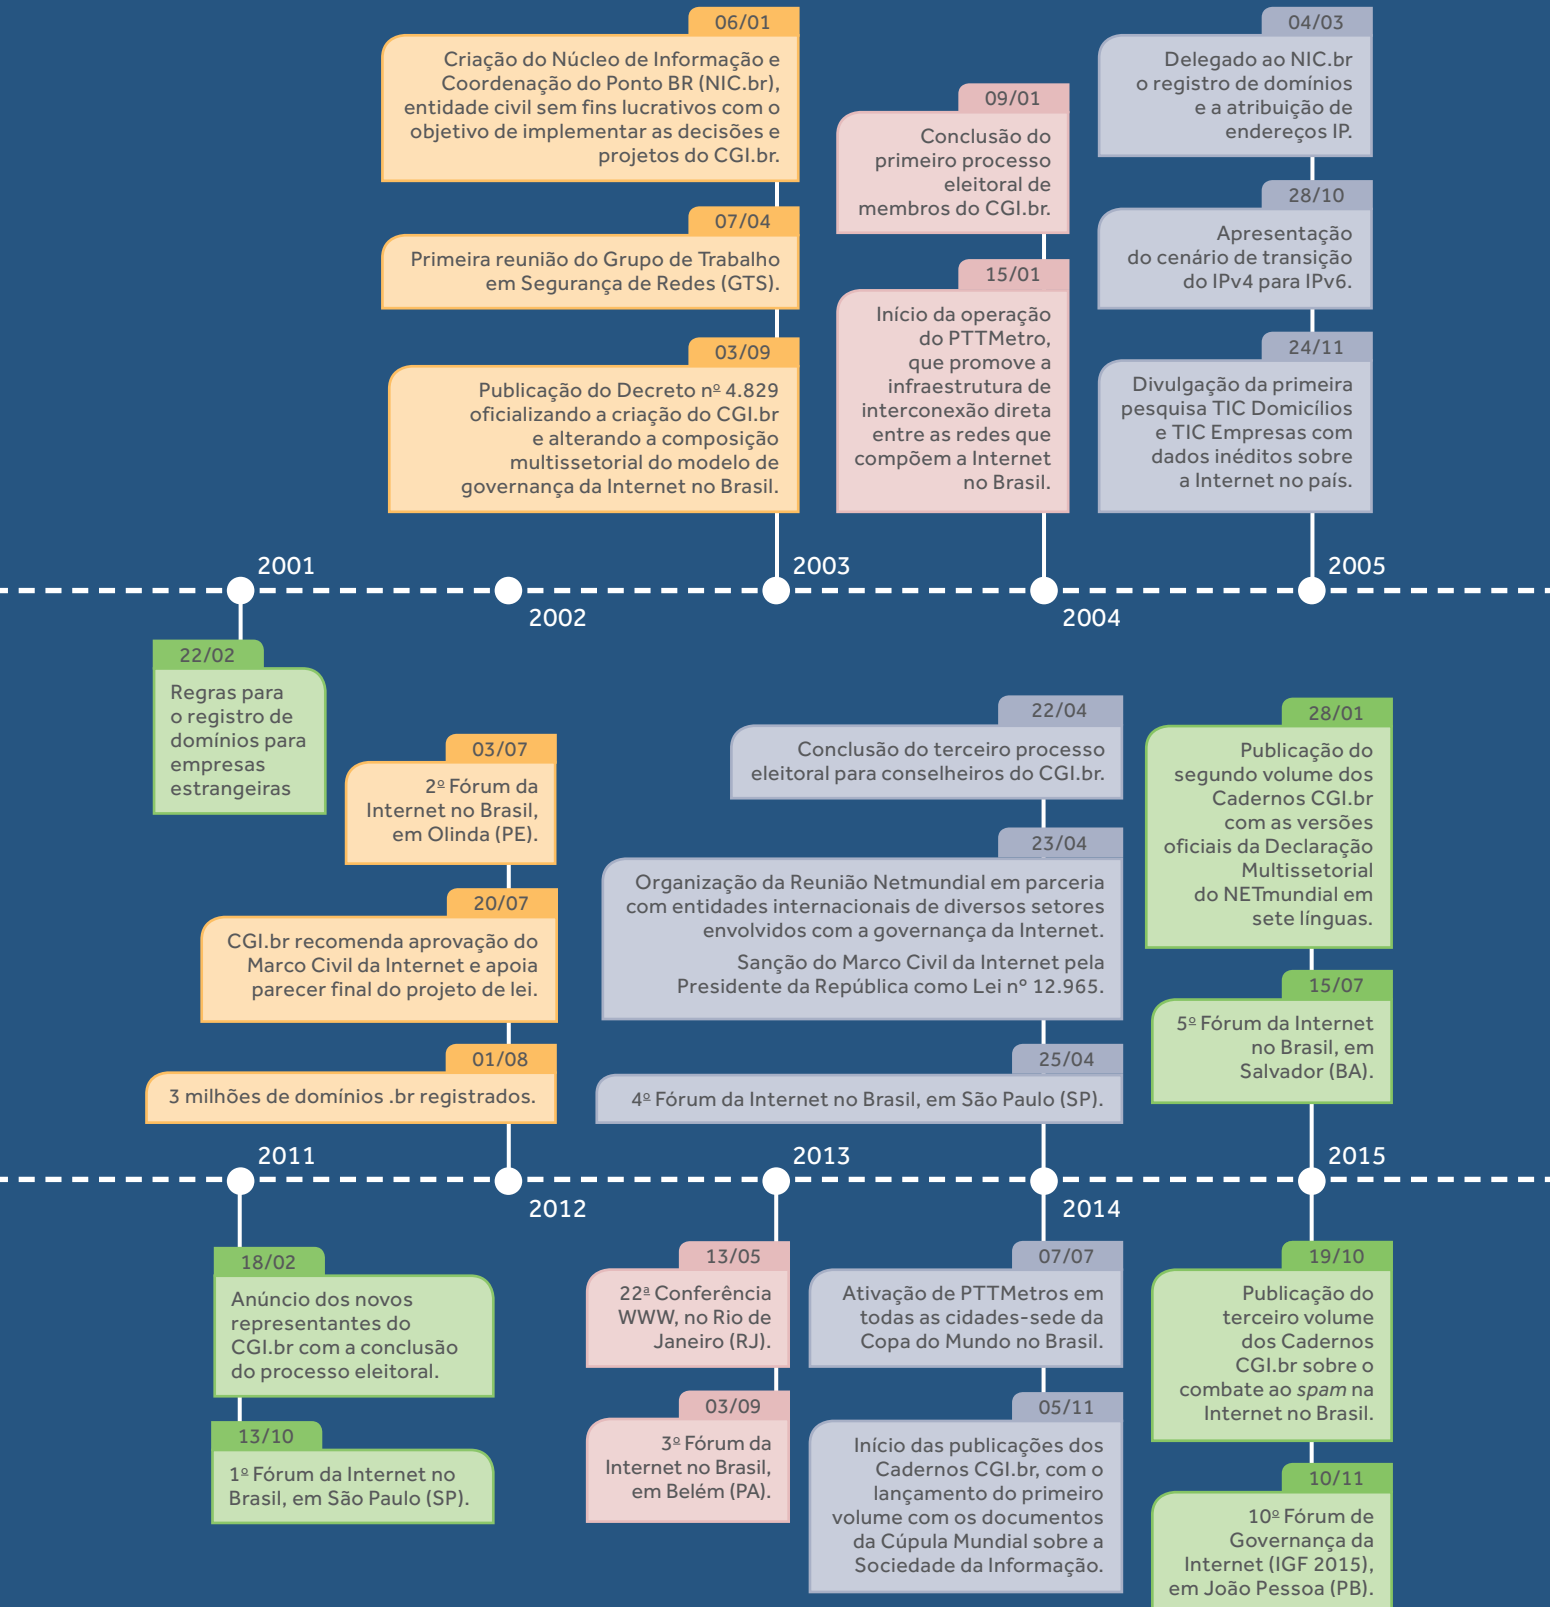 06/01
Criação do Núcleo de Informação e
Coordenação do Ponto BR (NIC.br),
entidade civil sem fins lucrativos com o
objetivo de implementar as decisões e
projetos do CGI.br.
07/04
Primeira reunião do Grupo de Trabalho
em Segurança de Redes (GTS).
03/09
Publicação do Decreto nº 4.829
oficializando a criação do CGI.br
e alterando a composição
multissetorial do modelo de
governança da Internet no Brasil.
09/01
Conclusão do
primeiro processo
eleitoral de
membros do CGI.br.
15/01
Início da operação
do PTTMetro,
que promove a
infraestrutura de
interconexão direta
entre as redes que
compõem a Internet
no Brasil.
04/03
Delegado ao NIC.br
o registro de domínios
e a atribuição de
endereços IP.
28/10
Apresentação
do cenário de transição
do IPv4 para IPv6.
24/11
Divulgação da primeira
pesquisa TIC Domicílios
e TIC Empresas com
dados inéditos sobre
a Internet no país.
2001
2002
2003
2004
2005
22/02
Regras para
o registro de
domínios para
empresas
estrangeiras
03/07
2º Fórum da
Internet no Brasil,
em Olinda (PE).
20/07
CGI.br recomenda aprovação do
Marco Civil da Internet e apoia
parecer final do projeto de lei.
01/08
3 milhões de domínios .br registrados.
22/04
Conclusão do terceiro processo
eleitoral para conselheiros do CGI.br.
23/04
Organização da Reunião Netmundial em parceria
com entidades internacionais de diversos setores
envolvidos com a governança da Internet.
Sanção do Marco Civil da Internet pela
Presidente da República como Lei nº 12.965.
25/04
4º Fórum da Internet no Brasil, em São Paulo (SP).
28/01
Publicação do
segundo volume dos
Cadernos CGI.br
com as versões
oficiais da Declaração
Multissetorial
do NETmundial em
sete línguas.
15/07
5º Fórum da Internet
no Brasil, em
Salvador (BA).
2011
2012
2013
2014
2015
18/02
Anúncio dos novos
representantes do
CGI.br com a conclusão
do processo eleitoral.
13/10
1º Fórum da Internet no
Brasil, em São Paulo (SP).
13/05
22ª Conferência
WWW, no Rio de
Janeiro (RJ).
03/09
3º Fórum da
Internet no Brasil,
em Belém (PA).
07/07
Ativação de PTTMetros em
todas as cidades-sede da
Copa do Mundo no Brasil.
05/11
Início das publicações dos
Cadernos CGI.br, com o
lançamento do primeiro
volume com os documentos
da Cúpula Mundial sobre a
Sociedade da Informação.
19/10
Publicação do
terceiro volume
dos Cadernos
CGI.br sobre o
combate ao spam na
Internet no Brasil.
10/11
10º Fórum de
Governança da
Internet (IGF 2015),
em João Pessoa (PB).